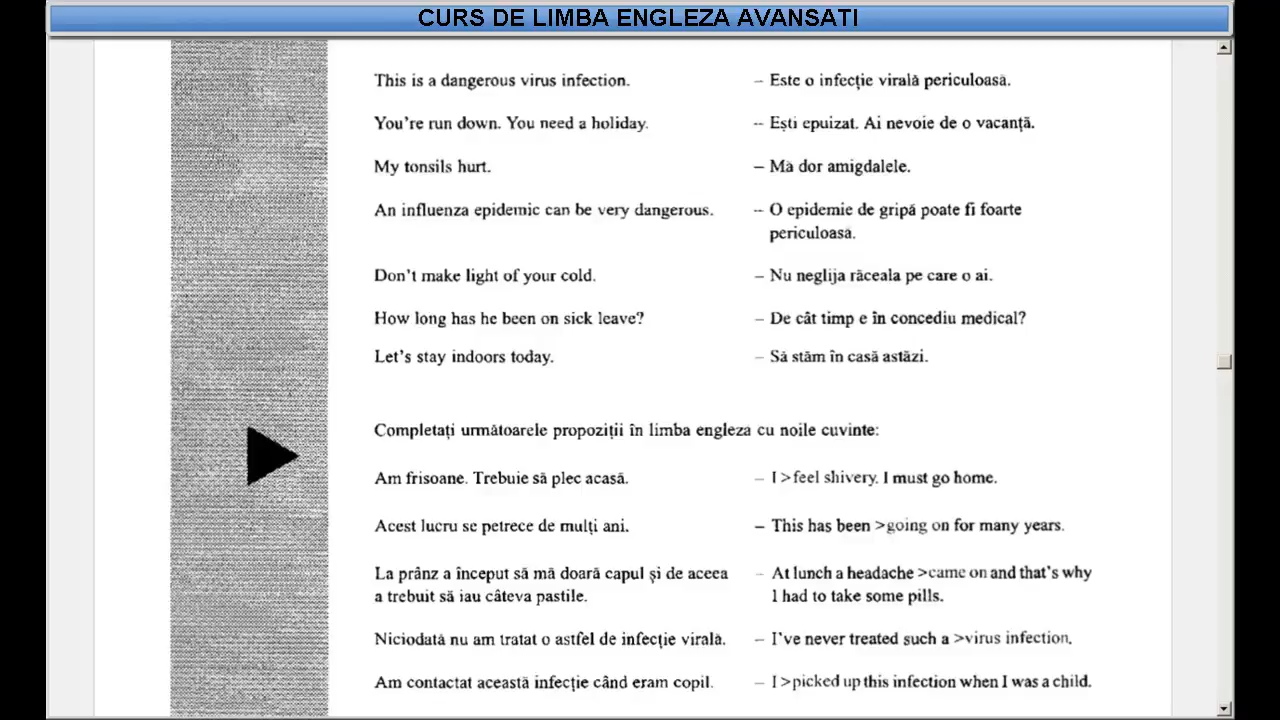 CURS DE LIMBA ENGLEZA AVANSATI
This is a dangerous virus infection. – Este o infecție virală periculoasă.
You're run down. You need a holiday. -- Ești epuizat. Ai nevoie de o vacanță.
My tonsils hurt. – Mă dor amigdalele.
An influenza epidemic can be very dangerous. -- O epidemie de gripă poate fi foarte
periculoasă.
Don't make light of your cold. – Nu neglija răceala pe care o ai.
How long has he been on sick leave? – De cât timp e în concediu medical?
Let's stay indoors today. – Să stăm în casă astăzi.
Completați următoarele propoziții în limba engleza cu noile cuvinte:
Am frisoane. Trebuie să plec acasă. – I >feel shivery. I must go home.
Acest lucru se petrece de mulți ani. – This has been >going on for many years.
La prânz a început să mă doară capul și de aceea – At lunch a headache >came on and that's why
a trebuit să iau câteva pastile. I had to take some pills.
Niciodată nu am tratat o astfel de infecție virală. – I've never treated such a >virus infection.
Am contactat această infecție când eram copil. – I >picked up this infection when I was a child.